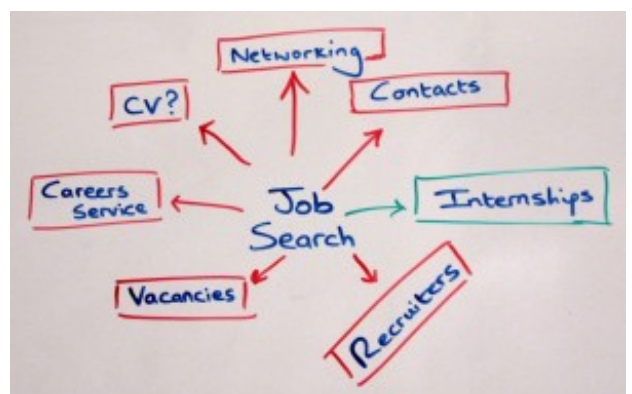 Networking
Contacts
CV?
Careers
Service
Job
Search
Internships
Vacancies
Recruiters